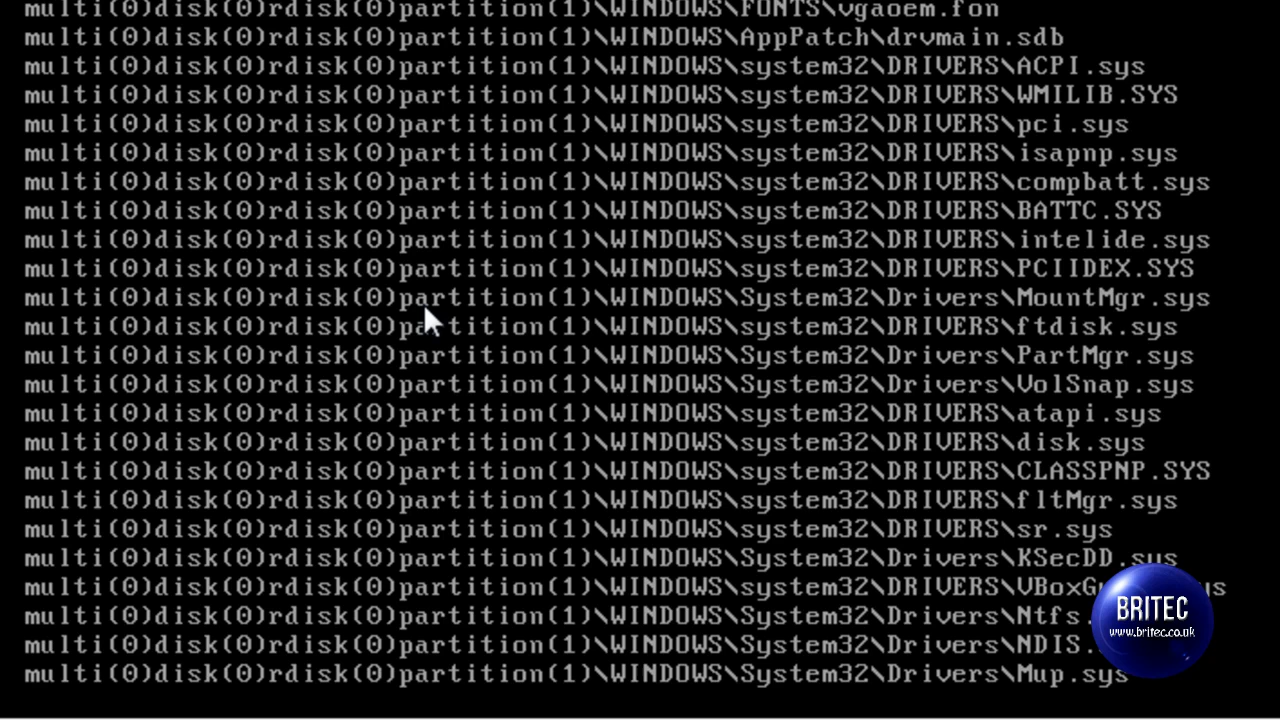 multi(0)disk(0)rdisk(0)partition(1)\WINDOWS\FONTS\vgaoem.fon
multi(0)disk(0)rdisk(0)partition(1)\WINDOWS\AppPatch\drvmain.sdb
multi(0)disk(0)rdisk(0)partition(1)\WINDOWS\system32\DRIVERS\ACPI.sys
multi(0)disk(0)rdisk(0)partition(1)\WINDOWS\system32\DRIVERS\WMILIB.SYS
multi(0)disk(0)rdisk(0)partition(1)\WINDOWS\system32\DRIVERS\pci.sys
multi(0)disk(0)rdisk(0)partition(1)\WINDOWS\system32\DRIVERS\isapnp.sys
multi(0)disk(0)rdisk(0)partition(1)\WINDOWS\system32\DRIVERS\compbatt.sys
multi(0)disk(0)rdisk(0)partition(1)\WINDOWS\system32\DRIVERS\BATTC.SYS
multi(0)disk(0)rdisk(0)partition(1)\WINDOWS\system32\DRIVERS\intelide.sys
multi(0)disk(0)rdisk(0)partition(1)\WINDOWS\system32\DRIVERS\PCIIDEX.SYS
multi(0)disk(0)rdisk(0)partition(1)\WINDOWS\System32\Drivers\MountMgr.sys
multi(0)disk(0)rdisk(0)partition(1)\WINDOWS\system32\DRIVERS\ftdisk.sys
multi(0)disk(0)rdisk(0)partition(1)\WINDOWS\System32\Drivers\PartMgr.sys
multi(0)disk(0)rdisk(0)partition(1)\WINDOWS\System32\Drivers\VolSnap.sys
multi(0)disk(0)rdisk(0)partition(1)\WINDOWS\system32\DRIVERS\atapi.sys
multi(0)disk(0)rdisk(0)partition(1)\WINDOWS\system32\DRIVERS\disk.sys
multi(0)disk(0)rdisk(0)partition(1)\WINDOWS\system32\DRIVERS\CLASSPNP.SYS
multi(0)disk(0)rdisk(0)partition(1)\WINDOWS\system32\DRIVERS\fltMgr.sys
multi(0)disk(0)rdisk(0)partition(1)\WINDOWS\system32\DRIVERS\sr.sys
multi(0)disk(0)rdisk(0)partition(1)\WINDOWS\System32\Drivers\KSecDD.sys
multi(0)disk(0)rdisk(0)partition(1)\WINDOWS\system32\DRIVERS\
multi(0)disk(0)rdisk(0)partition(1)\WINDOWS\System32\Drivers\Ntfs.
multi(0)disk(0)rdisk(0)partition(1)\WINDOWS\System32\Drivers\NDIS.
multi(0)disk(0)rdisk(0)partition(1)\WINDOWS\System32\Drivers\Mup.sys
BRITEC
www.britec.co.uk